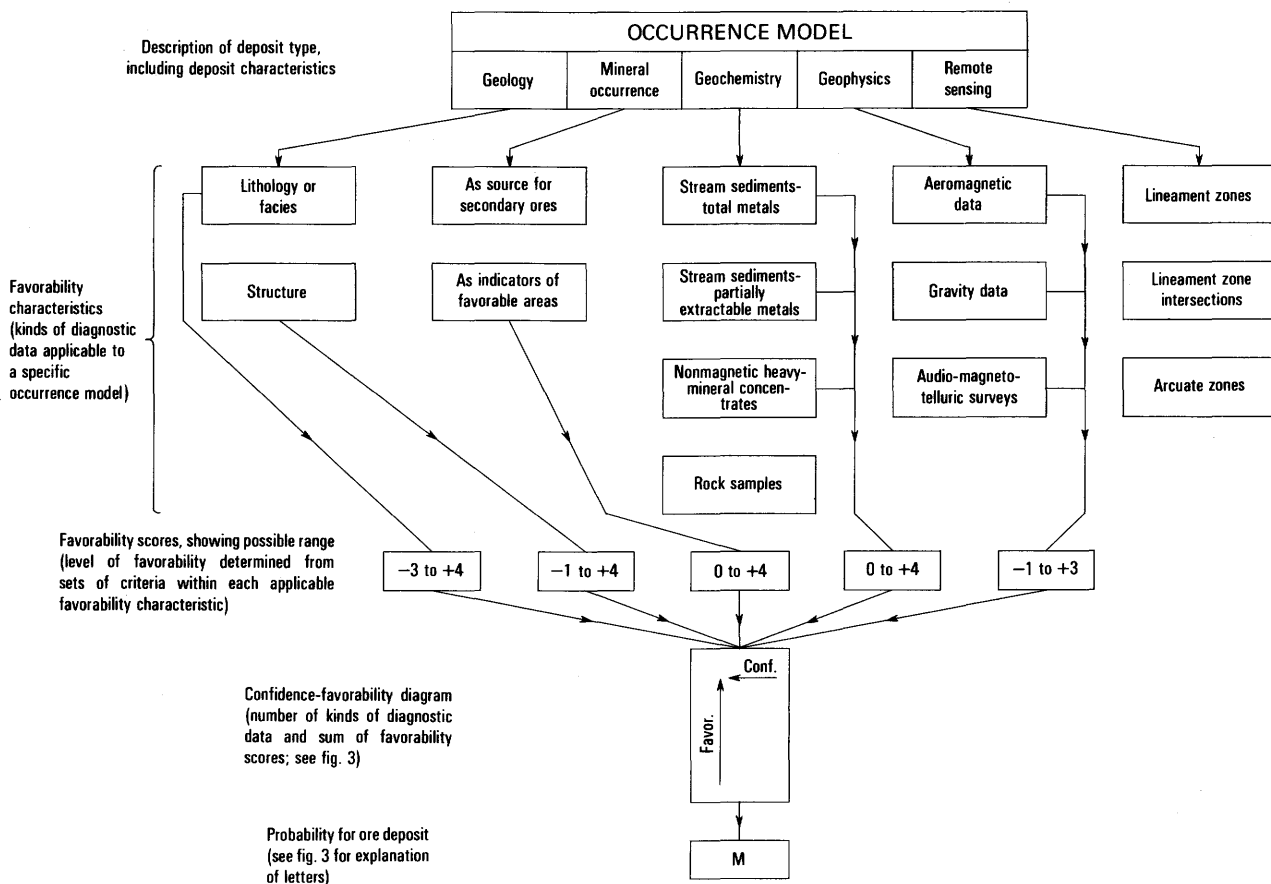 OCCURRENCE MODEL
Description of deposit type,
including deposit characteristics
Geology
Mineral
occurrence
Geochemistry
Geophysics
Remote
sensing
Favorability
characteristics
(kinds of diagnostic
data applicable to
a specific
occurrence model)
Lithology or
facies
As source for
secondary ores
Stream sediments-
total metals
Aeromagnetic
data
Lineament zones
Structure
As indicators of
favorable areas
Stream sediments-
partially
extractable metals
Gravity data
Lineament zone
intersections
Nonmagnetic heavy-
mineral concen-
trates
Audio-magneto-
telluric surveys
Arcuate zones
Rock samples
Favorability scores, showing possible range
(level of favorability determined from
sets of criteria within each applicable
favorability characteristic)
−3 to +4
−1 to +4
0 to +4
0 to +4
−1 to +3
Confidence-favorability diagram
(number of kinds of diagnostic
data and sum of favorability
scores; see fig. 3)
Conf.
Favor.
Probability for ore deposit
(see fig. 3 for explanation
of letters)
M